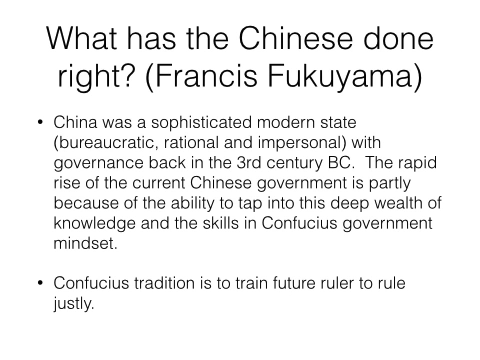 What has the Chinese done
right? (Francis Fukuyama)
• China was a sophisticated modern state
(bureaucratic, rational and impersonal) with
governance back in the 3rd century BC.  The rapid
rise of the current Chinese government is partly
because of the ability to tap into this deep wealth of
knowledge and the skills in Confucius government
mindset.
• Confucius tradition is to train future ruler to rule
justly.